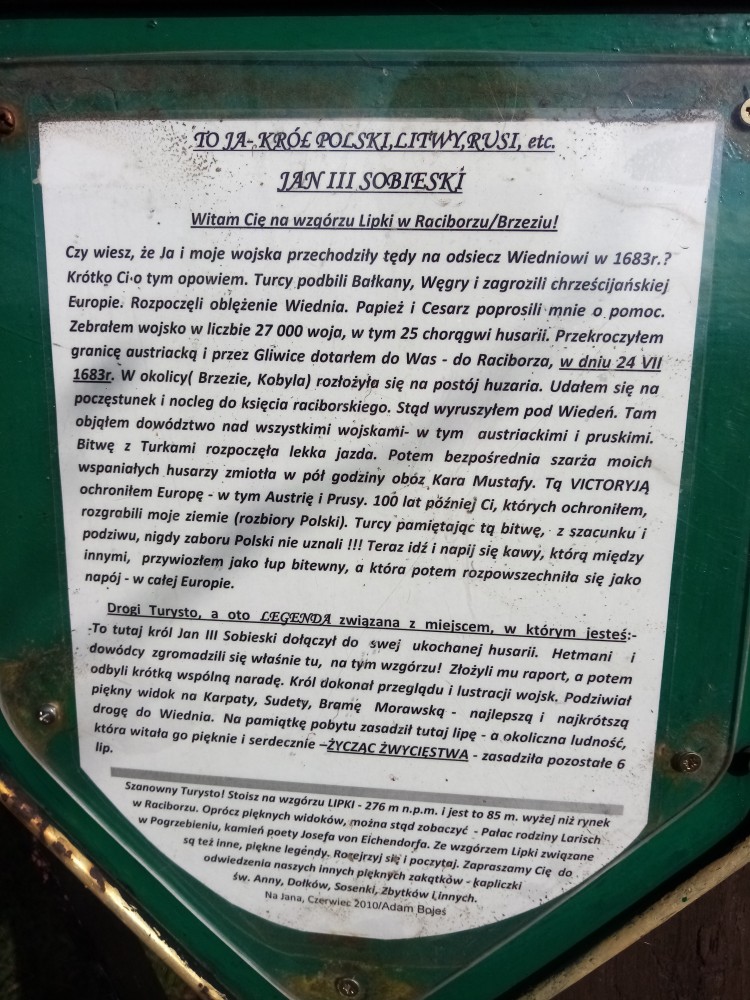 TO JA-, KRÓŁ POLSKI,LITWY,RUSI, etc.
JAN III SOBIESKI
Witam Cię na wzgórzu Lipki w Raciborzu/Brzeziu!
Czy wiesz, że Ja i moje wojska przechodziły tędy na odsiecz Wiedniowi w 1683r.?
Krótko Ci o tym opowiem. Turcy podbili Bałkany, Węgry i zagrozili chrześcijańskiej
Europie. Rozpoczęli oblężenie Wiednia. Papież i Cesarz poprosili mnie o pomoc.
Zebrałem wojsko w liczbie 27 000 woja, w tym 25 chorągwi husarii. Przekroczyłem
granicę austriacką i przez Gliwice dotarłem do Was - do Raciborza, w dniu 24 VII
1683r. W okolicy( Brzezie, Kobyla) rozłożyła się na postój huzaria. Udałem się na
poczęstunek i nocleg do księcia raciborskiego. Stąd wyruszyłem pod Wiedeń. Tam
objąłem dowództwo nad wszystkimi wojskami- w tym austriackimi i pruskimi.
Bitwę z Turkami rozpoczęła lekka jazda. Potem bezpośrednia szarża moich
wspaniałych husarzy zmiotła w pół godziny obóz Kara Mustafy. Tą VICTORYJĄ
ochroniłem Europę - w tym Austrię i Prusy. 100 lat później Ci, których ochroniłem,
rozgrabili moje ziemie (rozbiory Polski). Turcy pamiętając tą bitwę, z szacunku i
podziwu, nigdy zaboru Polski nie uznali !!! Teraz idź i napij się kawy, którą między
innymi, przywiozłem jako łup bitewny, a która potem rozpowszechniła się jako
napój - w całej Europie.
Drogi Turysto, a oto LEGENDA związana z miejscem, w którym jesteś:-
-To tutaj król Jan III Sobieski dołączył do swej ukochanej husarii. Hetmani i
dowódcy zgromadzili się właśnie tu, na tym wzgórzu! Złożyli mu raport, a potem
odbyli krótką wspólną naradę. Król dokonał przeglądu i lustracji wojsk. Podziwiał
piękny widok na Karpaty, Sudety, Bramę Morawską - najlepszą i najkrótszą
drogę do Wiednia. Na pamiątkę pobytu zasadził tutaj lipę - a okoliczna ludność,
która witała go pięknie i serdecznie –ŻYCZĄC ŻWYCIĘSTWA - zasadziła pozostałe 6
lip.
Szanowny Turysto! Stoisz na wzgórzu LIPKI - 276 m n.p.m. i jest to 85 m. wyżej niż rynek
w Raciborzu. Oprócz pięknych widoków, można stąd zobaczyć - Pałac rodziny Larisch
w Pogrzebieniu, kamień poety Josefa von Eichendorfa. Ze wzgórzem Lipki związane
są też inne, piękne legendy. Rozejrzyj się i poczytaj. Zapraszamy Cię do
odwiedzenia naszych innych pięknych zakątków - kapliczki
św. Anny, Dołków, Sosenki, Zbytków i,innych.
Na Jana, Czerwiec 2010/Adam Bojeś